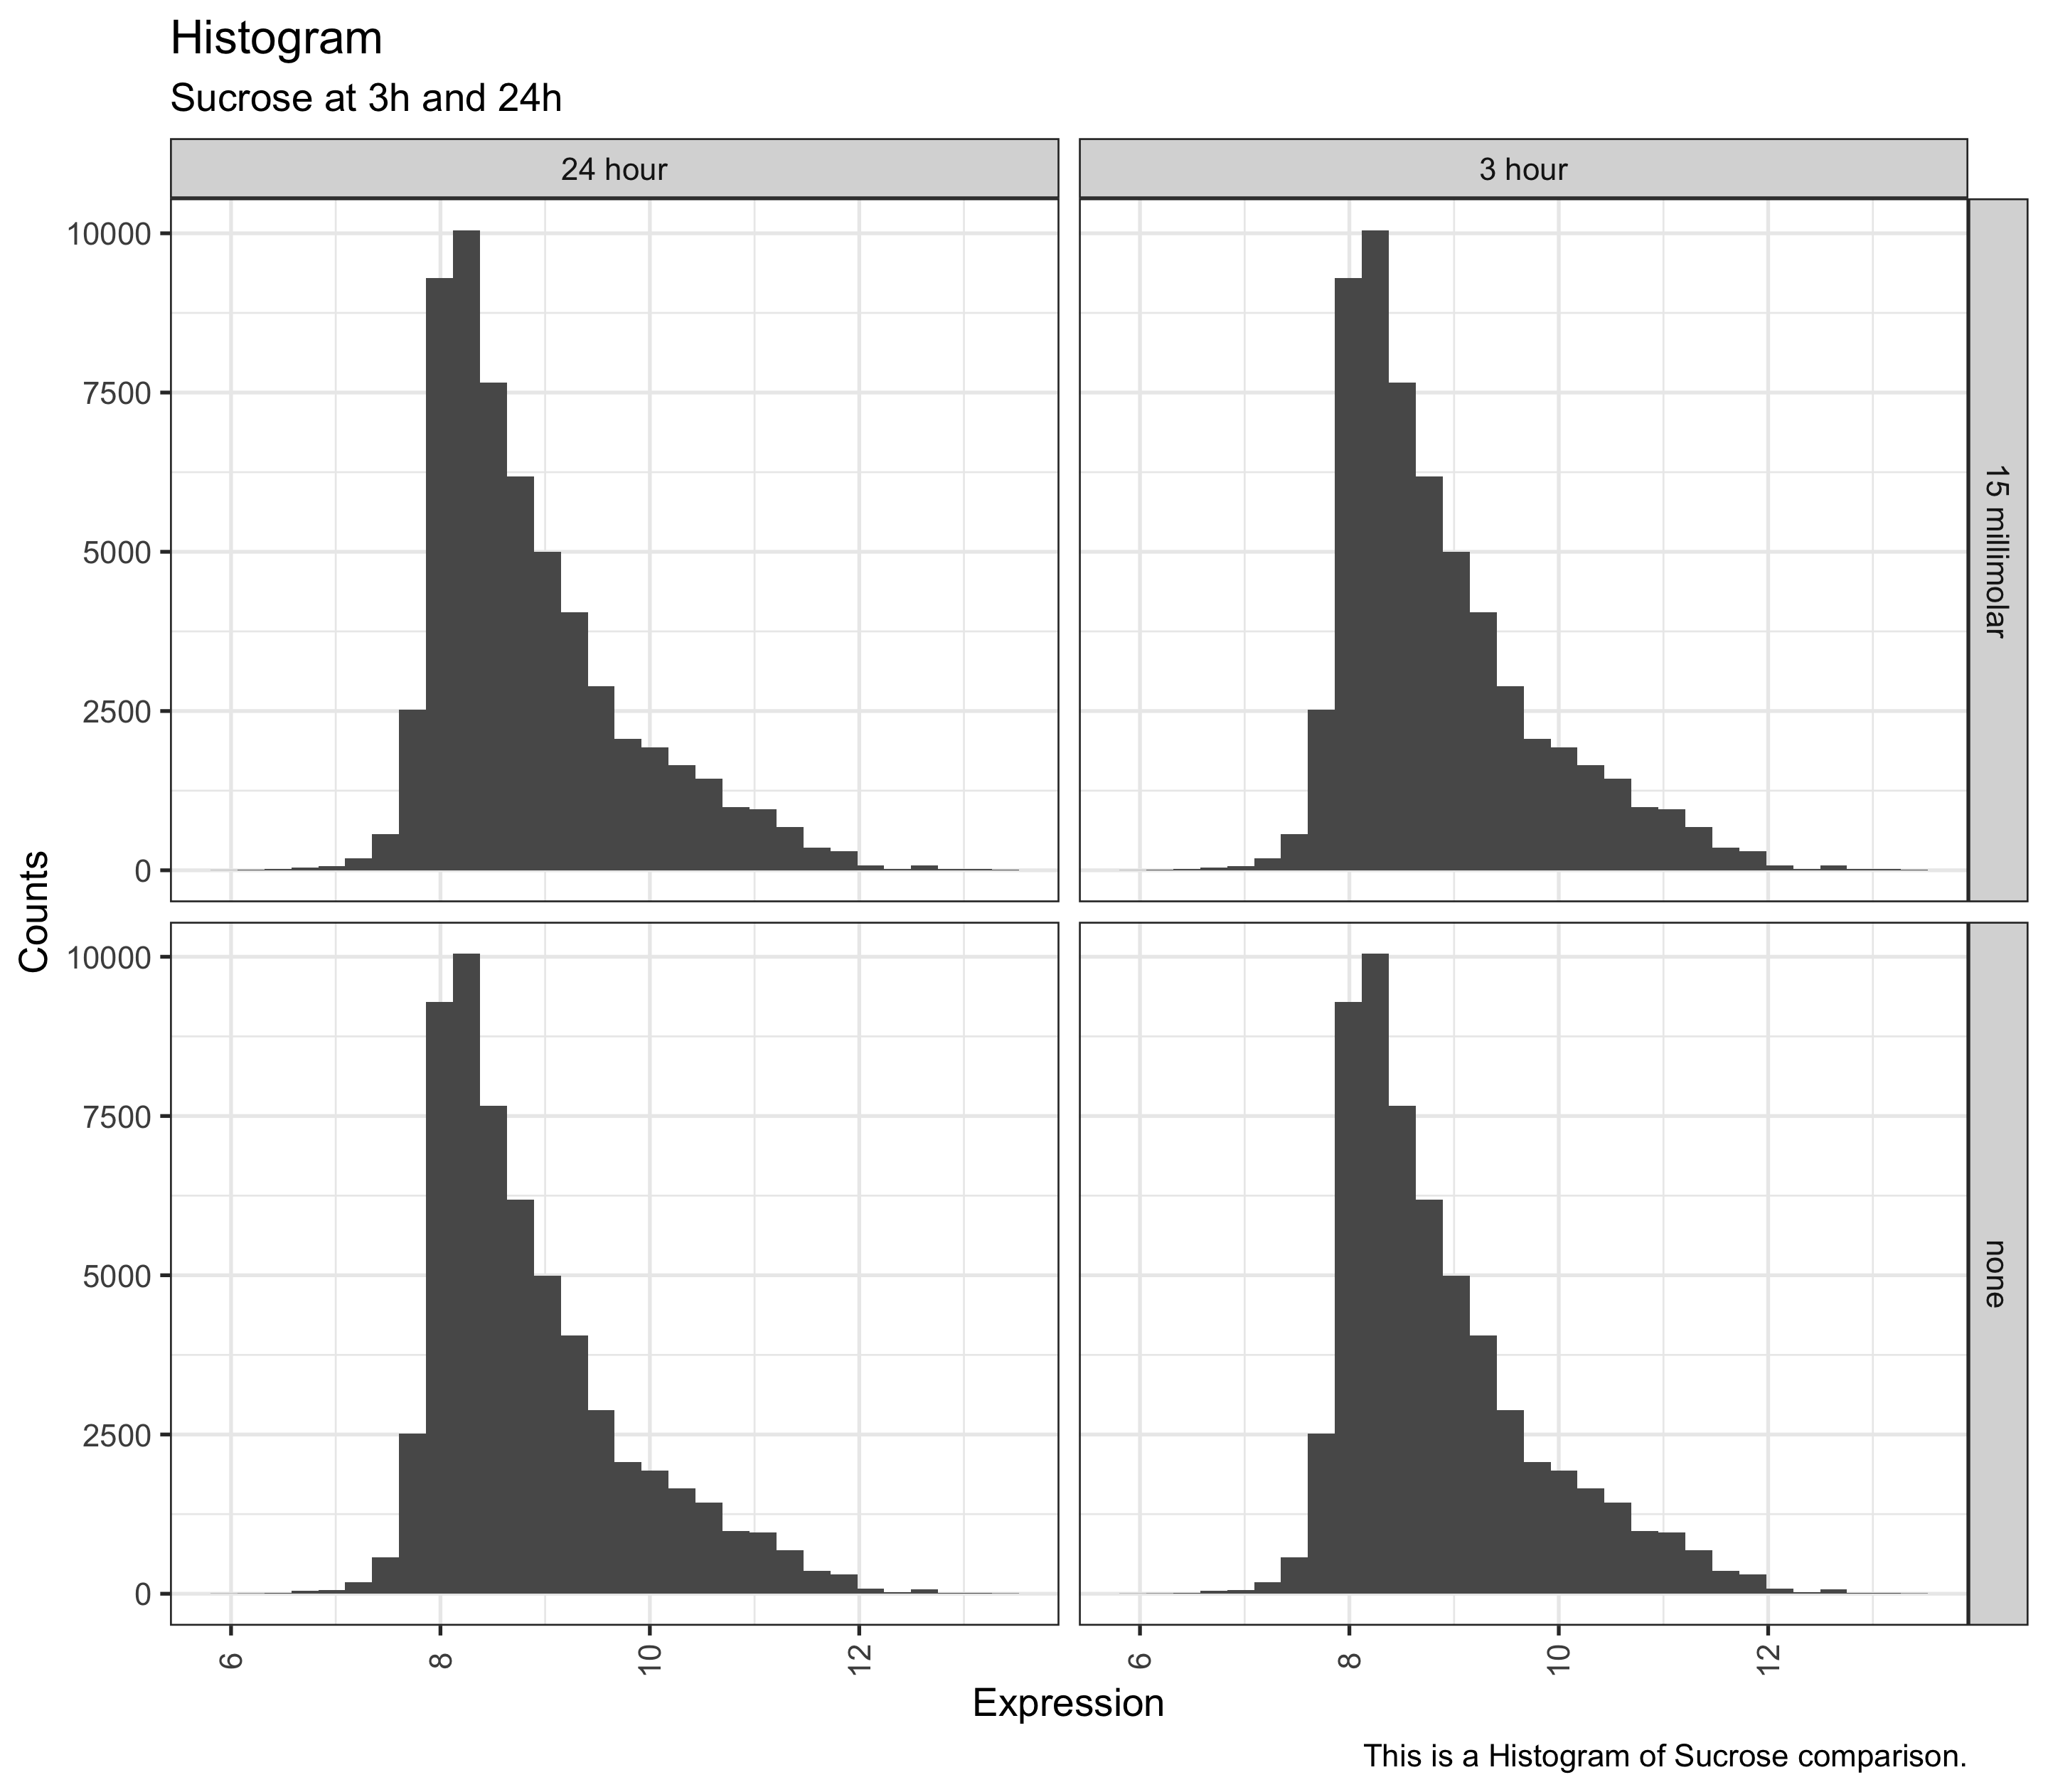 Histogram
Sucrose at 3h and 24h
24 hour
3 hour
10000
7500
5000
2500
0
15 millimolar
Counts
10000
7500
5000
2500
0
none
6
8
10
12
6
8
10
12
Expression
This is a Histogram of Sucrose comparison.